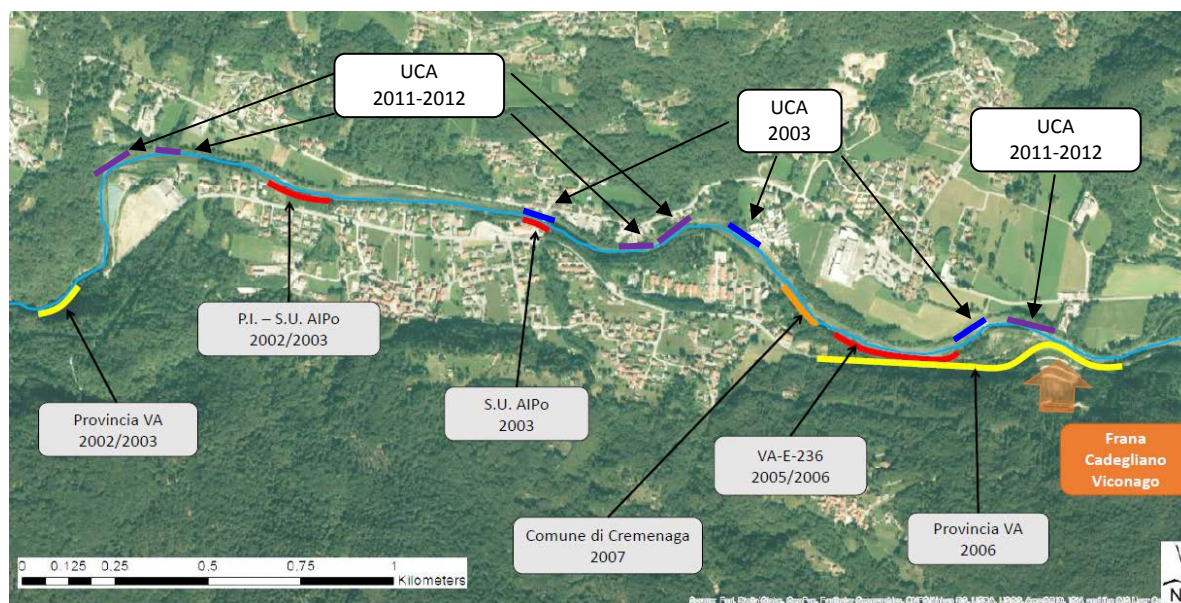 UCA
2011-2012
UCA
2003
UCA
2011-2012
P.I. – S.U. AIPo
2002/2003
Provincia VA
2002/2003
S.U. AIPo
2003
VA-E-236
2005/2006
Frana
Cadegliano
Viconago
Comune di Cremenaga
2007
Provincia VA
2006
0 0.125 0.25 0.5 0.75 1
Kilometers
N